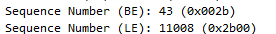 Sequence Number (BE): 43 (0x002b)
Sequence Number (LE): 11008 (0x2b00)